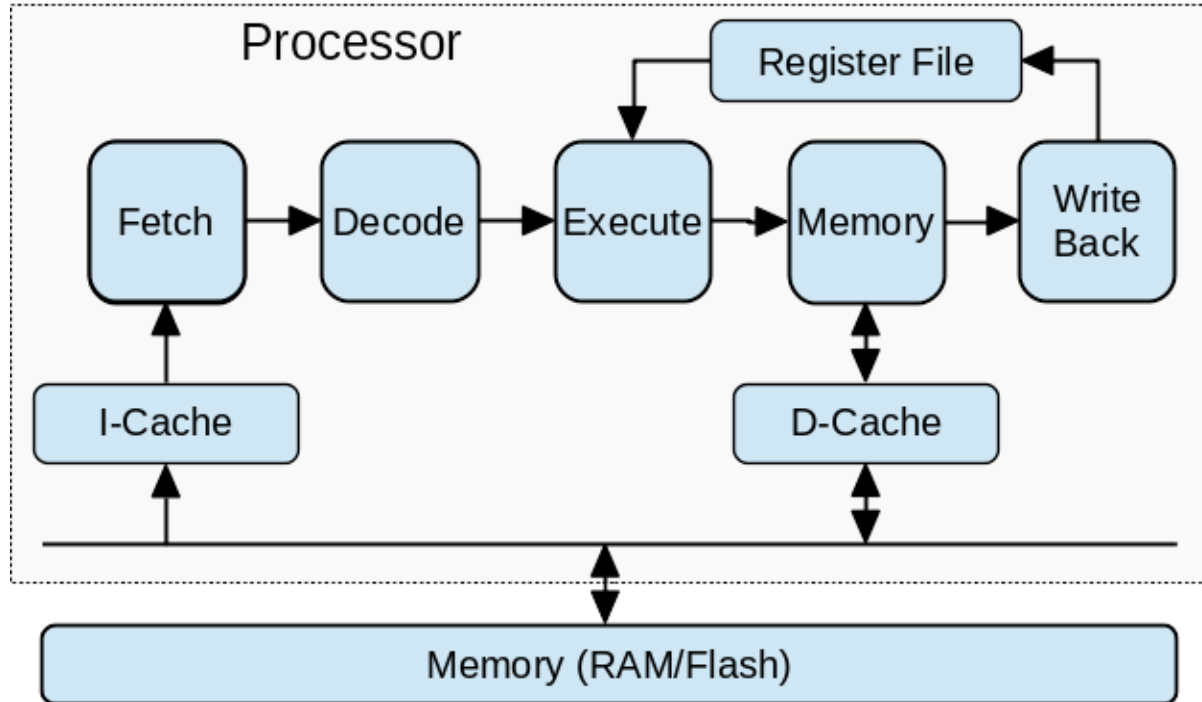 Processor
Register File
Fetch
Decode
Execute
Memory
Write
Back
I-Cache
D-Cache
Memory (RAM/Flash)